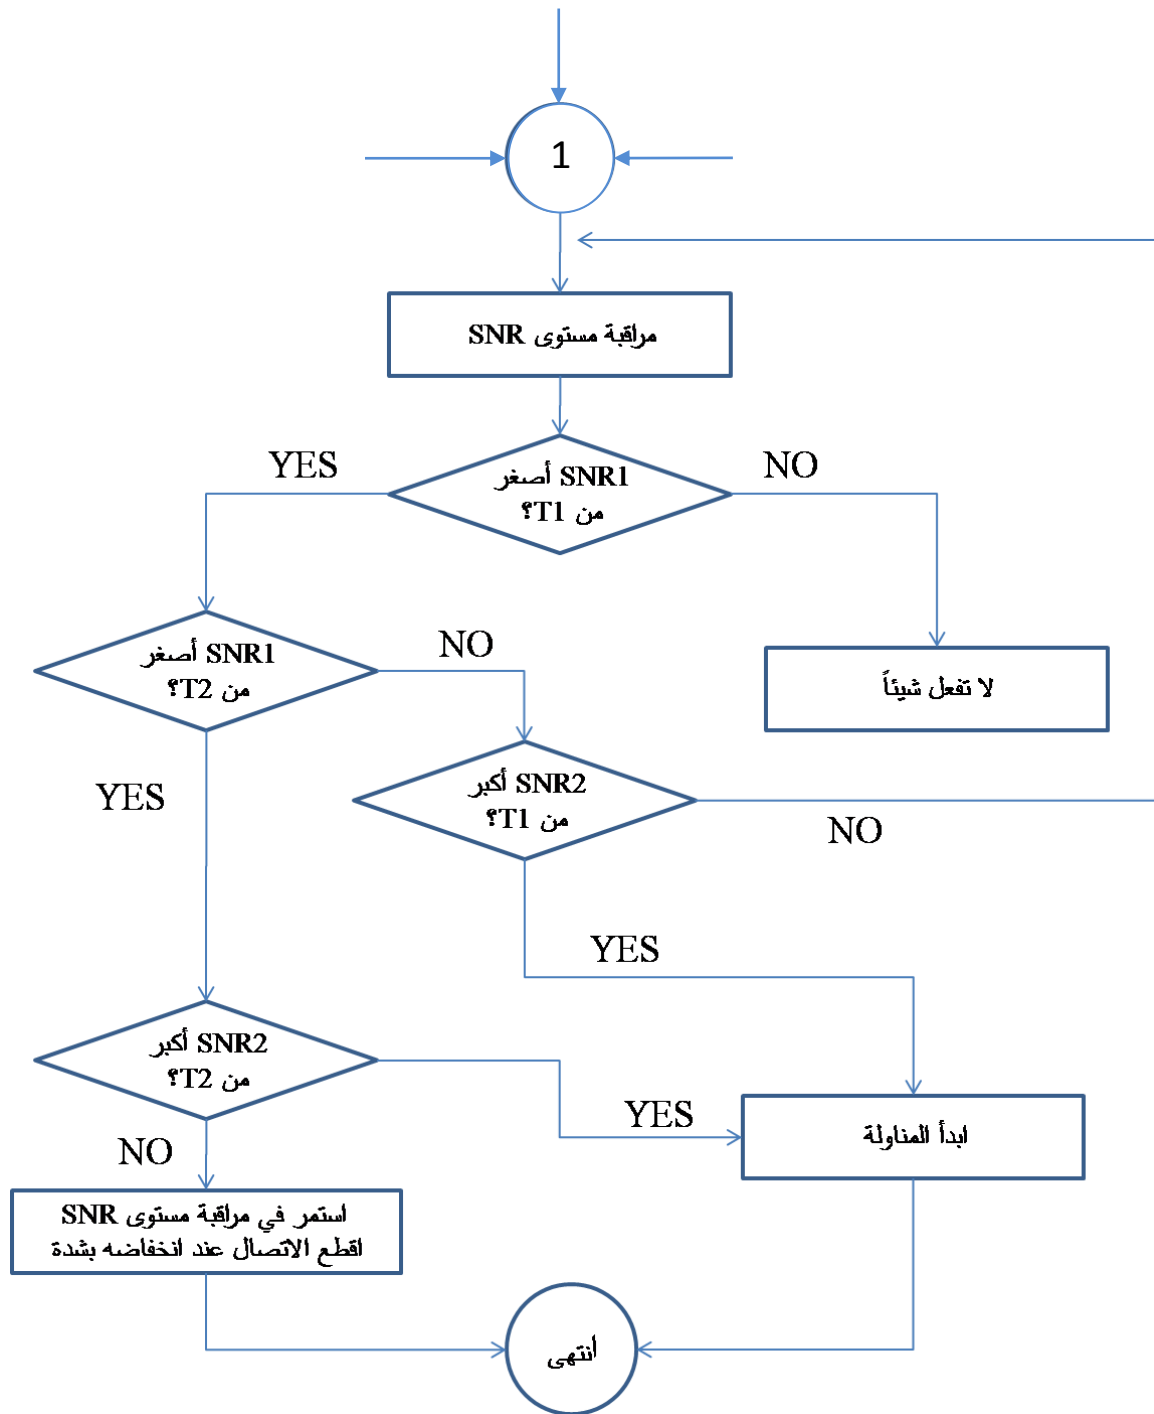 1
مراقبة مستوى SNR
YES
NO
SNR1 أصغر
من T1؟
SNR1 أصغر
من T2؟
NO
لا تفعل شيئاً
YES
SNR2 أكبر
من T1؟
NO
YES
SNR2 أكبر
من T2؟
YES
ابدأ المناولة
NO
استمر في مراقبة مستوى SNR
اقطع الاتصال عند انخفاضه بشدة
انتهى